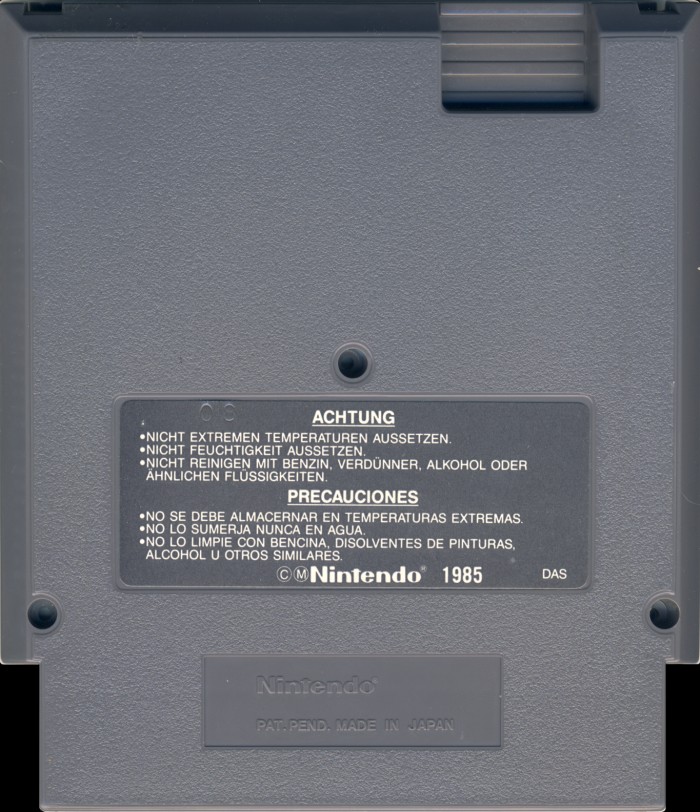 ACHTUNG
•NICHT EXTREMEN TEMPERATUREN AUSSETZEN.
•NICHT FEUCHTIGKEIT AUSSETZEN.
•NICHT REINIGEN MIT BENZIN, VERDÜNNER, ALKOHOL ODER
ÄHNLICHEN FLÜSSIGKEITEN.
PRECAUCIONES
•NO SE DEBE ALMACERNAR EN TEMPERATURAS EXTREMAS.
•NO LO SUMERJA NUNCA EN AGUA.
•NO LO LIMPIE CON BENCINA, DISOLVENTES DE PINTURAS,
ALCOHOL U OTROS SIMILARES.
ⒸⓂNintendo® 1985 DAS
Nintendo®
PAT. PEND. MADE IN JAPAN